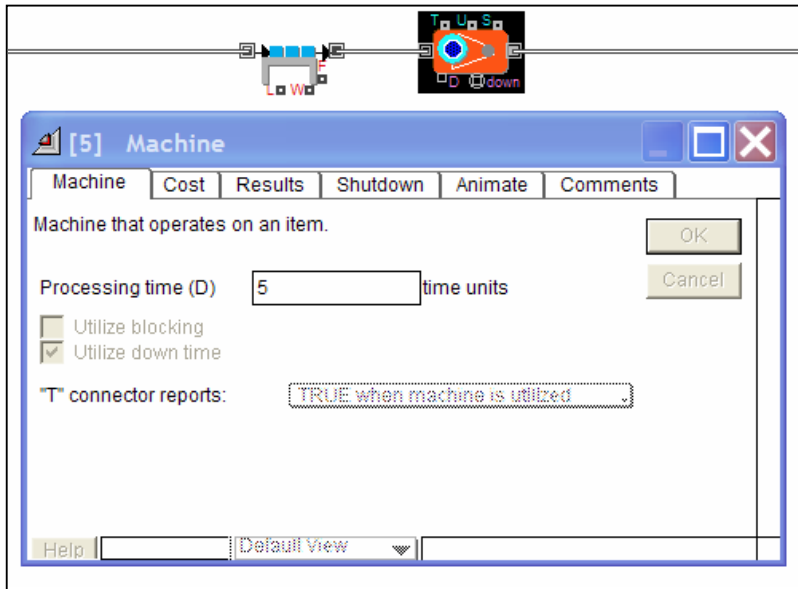 T U S
F
L W
D down
[5] Machine
Machine Cost Results Shutdown Animate Comments
Machine that operates on an item.
OK
Processing time (D) 5 time units
Cancel
Utilize blocking
Utilize down time
"T" connector reports: TRUE when machine is utilized
Help Default View